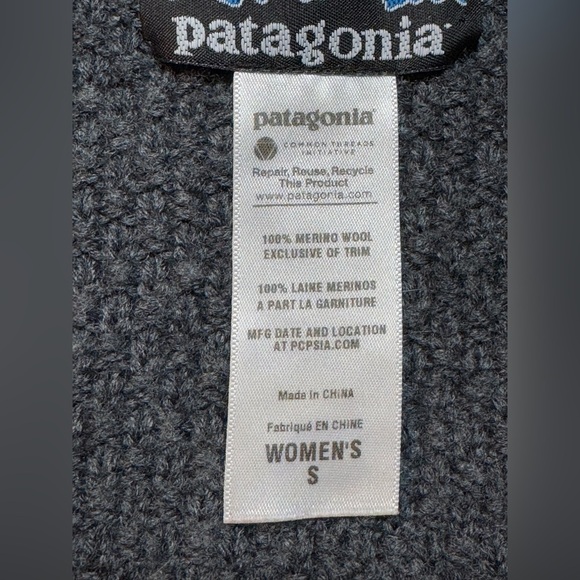 patagonia
patagonia
COMMON THREADS
INITIATIVE
Repair, Reuse, Recycle
This Product
www.patagonia.com
100% MERINO WOOL
EXCLUSIVE OF TRIM
100% LAINE MERINOS
A PART LA GARNITURE
MFG DATE AND LOCATION
AT PCPSIA.COM
Made in CHINA
Fabriqué EN CHINE
WOMEN'S
S